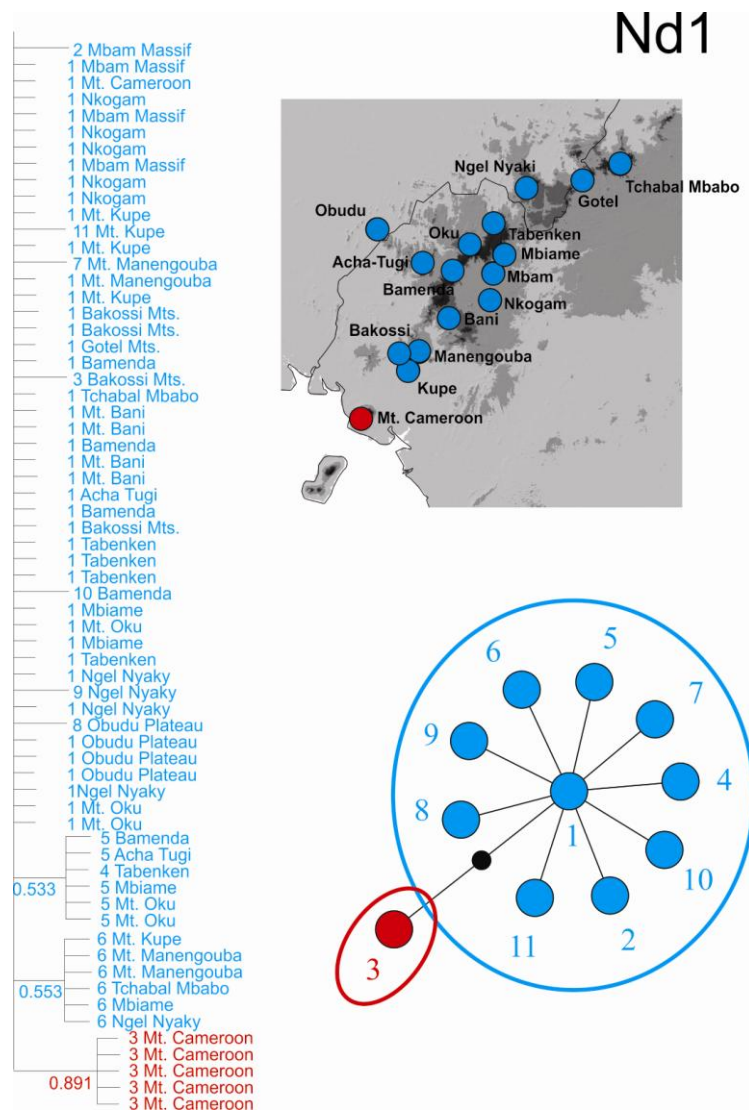 Nd1
2 Mbam Massif
1 Mbam Massif
1 Mt. Cameroon
1 Nkogam
1 Mbam Massif
1 Nkogam
1 Nkogam
1 Mbam Massif
1 Nkogam
1 Nkogam
1 Mt. Kupe
11 Mt. Kupe
1 Mt. Kupe
7 Mt. Manengouba
1 Mt. Manengouba
1 Mt. Kupe
1 Bakossi Mts.
1 Bakossi Mts.
1 Gotel Mts.
1 Bamenda
3 Bakossi Mts.
1 Tchabal Mbabo
1 Mt. Bani
1 Mt. Bani
1 Bamenda
1 Mt. Bani
1 Mt. Bani
1 Acha Tugi
1 Bamenda
1 Bakossi Mts.
1 Tabenken
1 Tabenken
1 Tabenken
10 Bamenda
1 Mbiame
1 Mt. Oku
1 Mbiame
1 Tabenken
1 Ngel Nyaky
9 Ngel Nyaky
1 Ngel Nyaky
8 Obudu Plateau
1 Obudu Plateau
1 Obudu Plateau
1 Obudu Plateau
1Ngel Nyaky
1 Mt. Oku
1 Mt. Oku
5 Bamenda
5 Acha Tugi
4 Tabenken
0.533
5 Mbiame
5 Mt. Oku
5 Mt. Oku
6 Mt. Kupe
6 Mt. Manengouba
6 Mt. Manengouba
6 Tchabal Mbabo
0.553
6 Mbiame
6 Ngel Nyaky
3 Mt. Cameroon
3 Mt. Cameroon
3 Mt. Cameroon
0.891
3 Mt. Cameroon
3 Mt. Cameroon
Ngel Nyaki
Tchabal Mbabo
Gotel
Obudu
Tabenken
Oku
Mbiame
Acha-Tugi
Mbam
Bamenda
Nkogam
Bani
Bakossi
Manengouba
Kupe
Mt. Cameroon
6
5
7
9
4
8
1
10
11
2
3